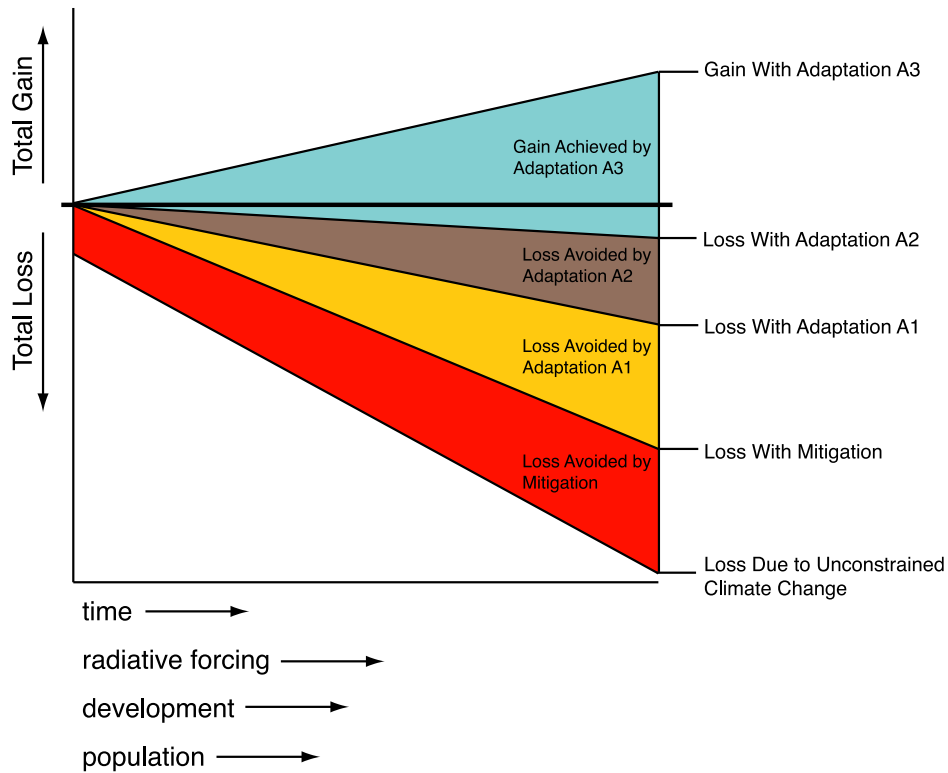 Total Gain
Total Loss
Gain With Adaptation A3
Gain Achieved by
Adaptation A3
Loss With Adaptation A2
Loss Avoided by
Adaptation A2
Loss With Adaptation A1
Loss Avoided by
Adaptation A1
Loss With Mitigation
Loss Avoided by
Mitigation
Loss Due to Unconstrained
Climate Change
time
radiative forcing
development
population